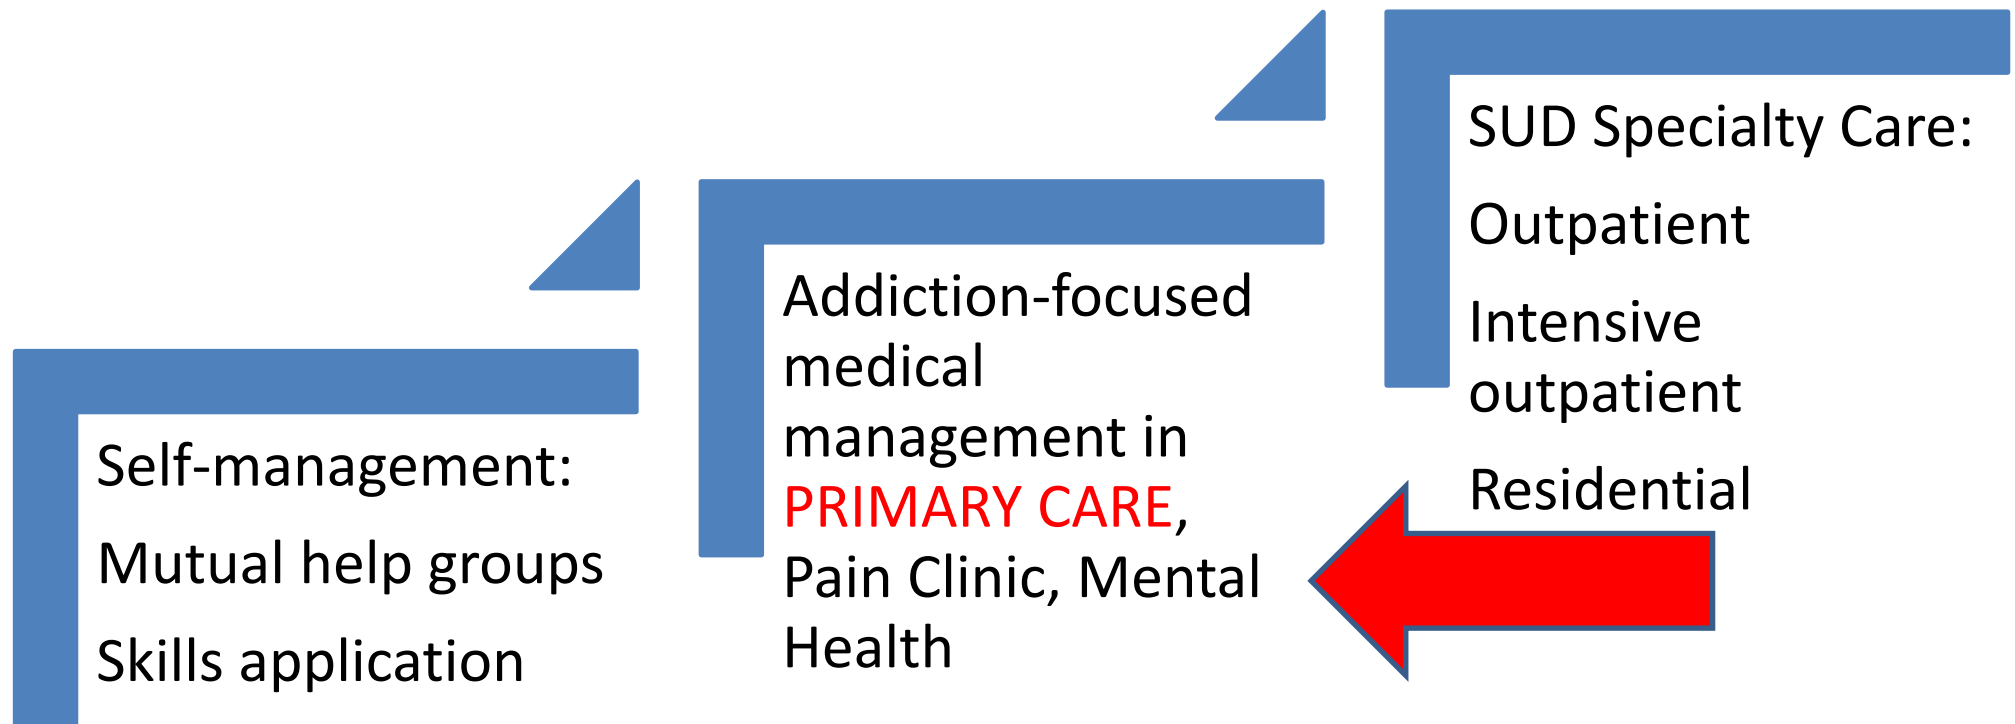 Self-management:
Mutual help groups
Skills application
Addiction-focused
medical
management in
PRIMARY CARE,
Pain Clinic, Mental
Health
SUD Specialty Care:
Outpatient
Intensive
outpatient
Residential